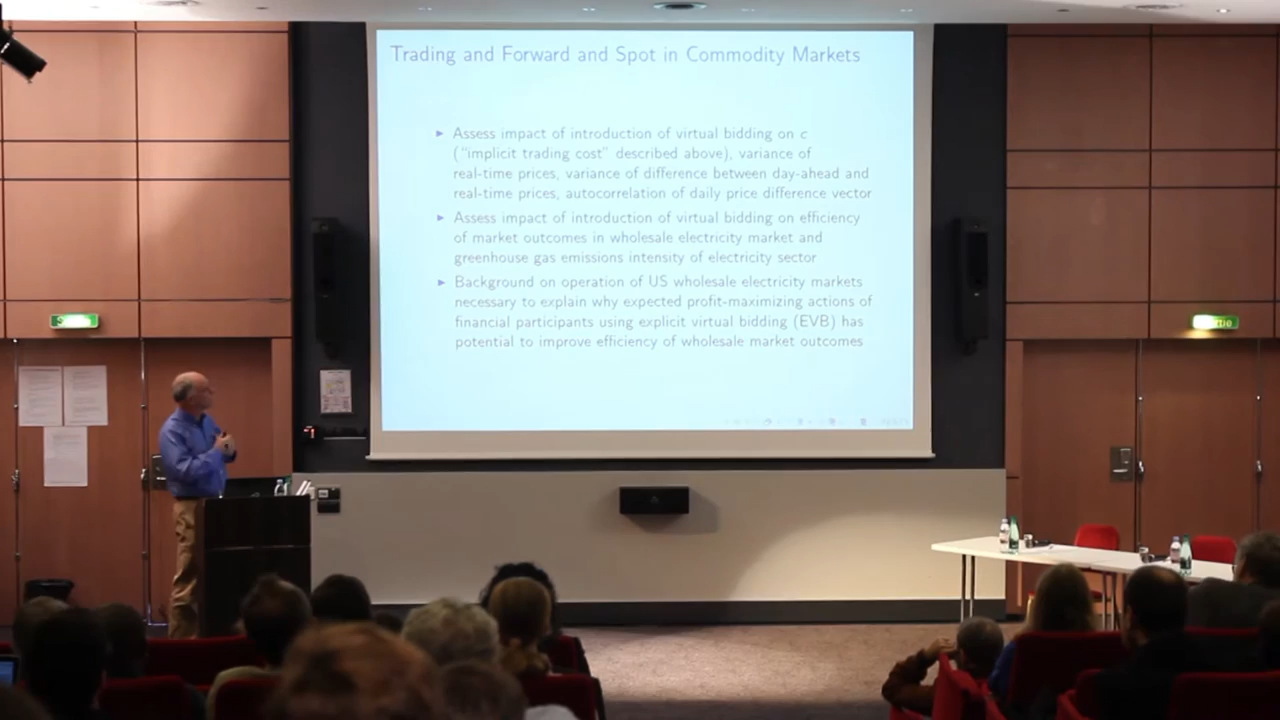 Trading and Forward and Spot in Commodity Markets
► Assess impact of introduction of virtual bidding on c
("implicit trading cost" described above), variance of
real-time prices, variance of difference between day-ahead and
real-time prices, autocorrelation of daily price difference vector
► Assess impact of introduction of virtual bidding on efficiency
of market outcomes in wholesale electricity market and
greenhouse gas emissions intensity of electricity sector
► Background on operation of US wholesale electricity markets
necessary to explain why expected profit-maximizing actions of
financial participants using explicit virtual bidding (EVB) has
potential to improve efficiency of wholesale market outcomes